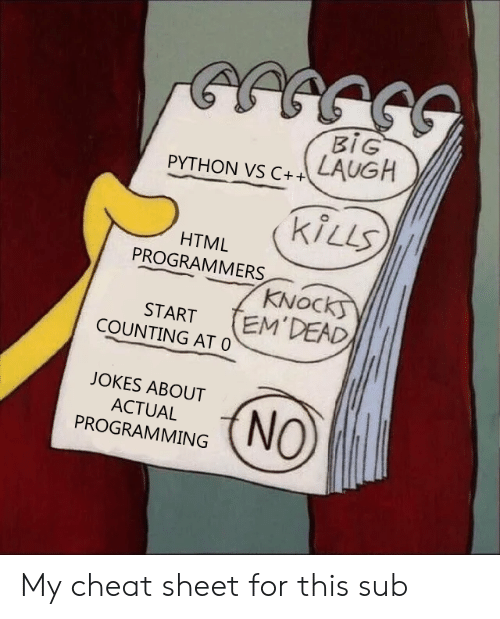 BiG
LAUGH
PYTHON VS C++
KiLLS
HTML
PROGRAMMERS
KNOCKS
EM'DEAD
START
COUNTING AT 0
JOKES ABOUT
ACTUAL
PROGRAMMING
NO
My cheat sheet for this sub